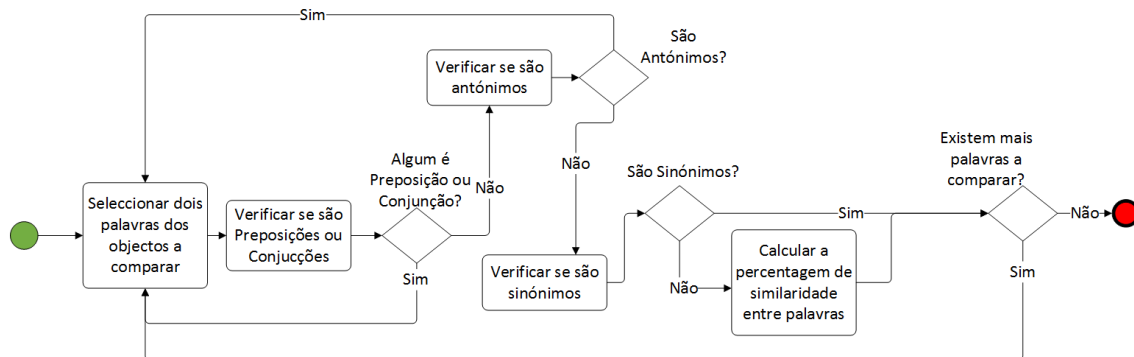 Sim
São
Antónimos?
Verificar se são
antónimos
Não
Algum é
Preposição ou
Conjunção?
Não
Seleccionar dois
palavras dos
objectos a
comparar
Verificar se são
Preposições ou
Conjucções
Sim
Verificar se são
sinónimos
São Sinónimos?
Sim
Não
Calcular a
percentagem de
similaridade
entre palavras
Existem mais
palavras a
comparar?
Não
Sim